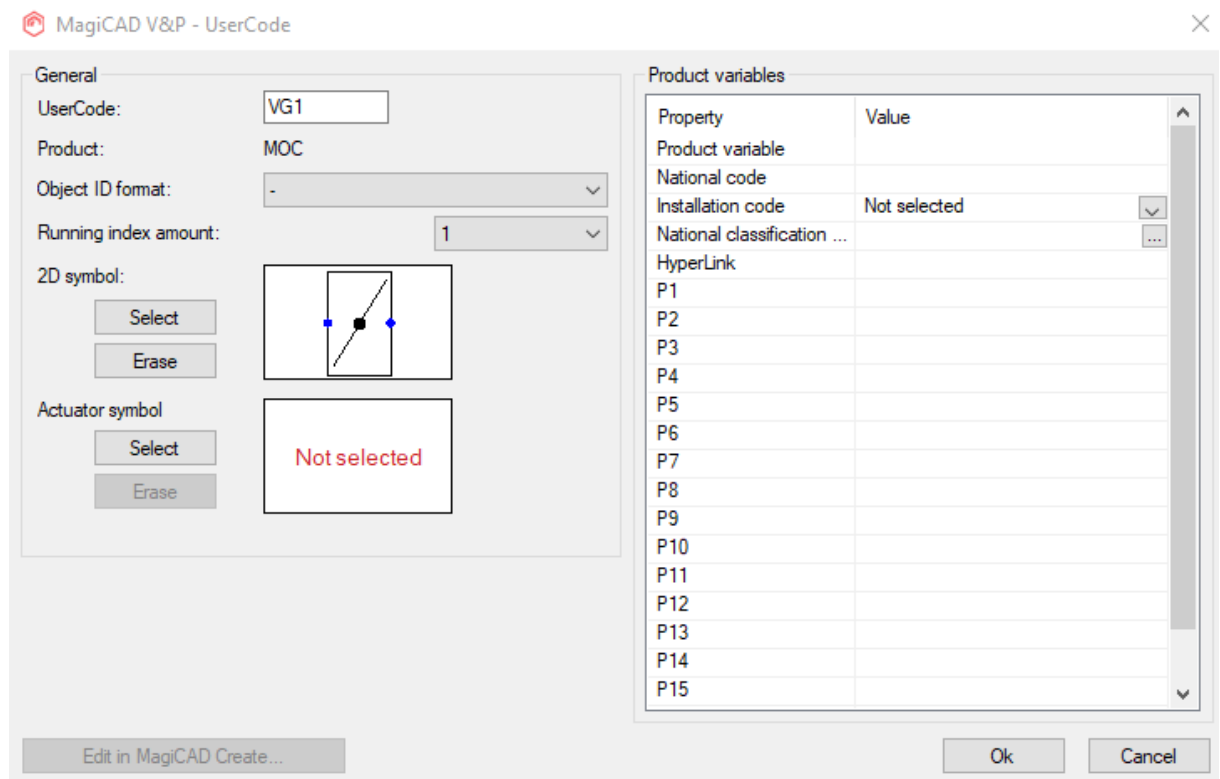 MagiCAD V&P - UserCode
General
UserCode: VG1
Product: MOC
Object ID format: -
Running index amount: 1
2D symbol:
Select
Erase
Actuator symbol
Select
Not selected
Erase
Product variables
Property Value
Product variable
National code
Installation code Not selected
National classification ... ...
HyperLink
P1
P2
P3
P4
P5
P6
P7
P8
P9
P10
P11
P12
P13
P14
P15
Edit in MagiCAD Create...
Ok
Cancel